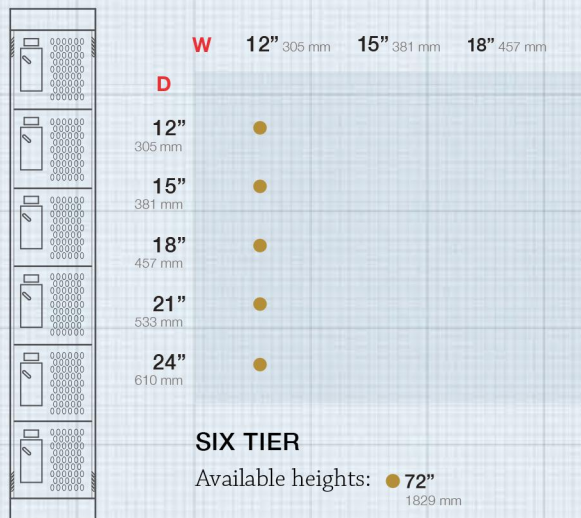 W 12” 305 mm 15” 381 mm 18” 457 mm
D
12”
305 mm
15”
381 mm
18”
457 mm
21”
533 mm
24”
610 mm
SIX TIER
Available heights: 72”
1829 mm